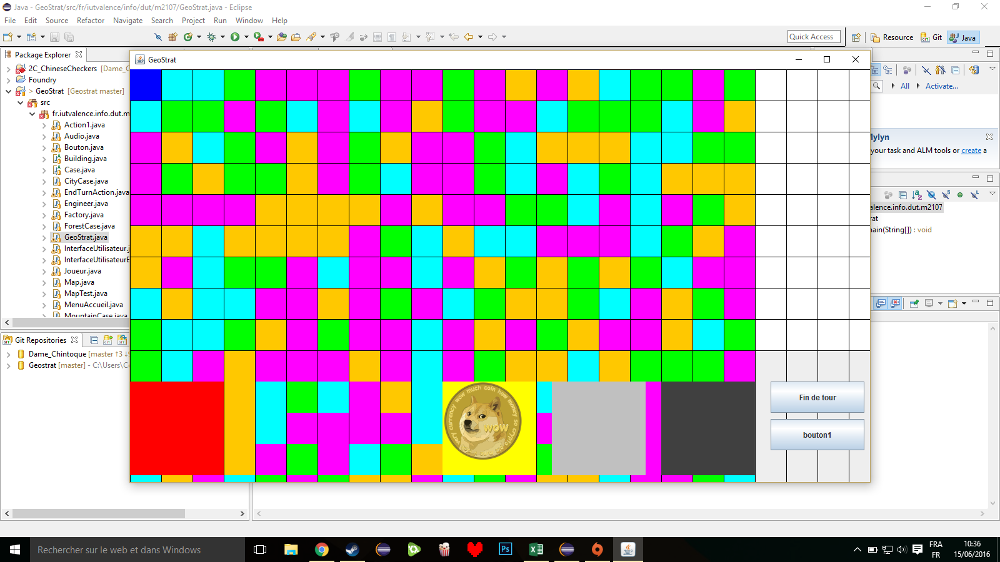 Java - GeoStrat/src/fr/iutvalence/info/dut/m2107/GeoStrat.java - Eclipse
File Edit Source Refactor Navigate Search Project Run Window Help
Quick Access
Resource Git Java
Package Explorer
2C_ChineseCheckers [Dame_C
Foundry
> GeoStrat [Geostrat master]
src
fr.iutvalence.info.dut.m
Action1.java
Audio.java
Bouton.java
Building.java
Case.java
CityCase.java
EndTurnAction.java
Engineer.java
Factory.java
ForestCase.java
GeoStrat.java
InterfaceUtilisateur.j
InterfaceUtilisateurE
Joueur.java
Map.java
MapTest.java
MenuAccueil.java
MountainCase.java
Git Repositories
Dame_Chintoque [master ↑3 ↓
Geostrat [master] - C:\Users\C
GeoStrat
very currency wow much coin how money so crypto
wow
Fin de tour
bouton1
All Activate...
Mylyn
your task and ALM tools or create a
alence.info.dut.m2107
rat
main(String[]) : void
Rechercher sur le web et dans Windows
Ps
FRA
FR
10:36
15/06/2016